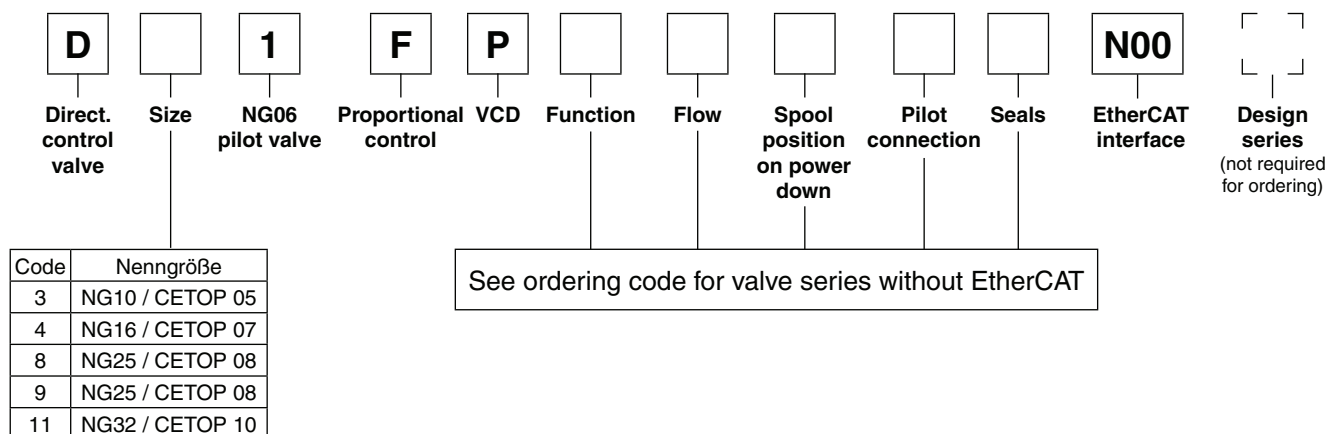 D 1 F P N00
Direct. control valve
Size
NG06 pilot valve
Proportional control
VCD
Function
Flow
Spool position on power down
Pilot connection
Seals
EtherCAT interface
Design series (not required for ordering)
See ordering code for valve series without EtherCAT
Code Nenngröße
3 NG10 / CETOP 05
4 NG16 / CETOP 07
8 NG25 / CETOP 08
9 NG25 / CETOP 08
11 NG32 / CETOP 10